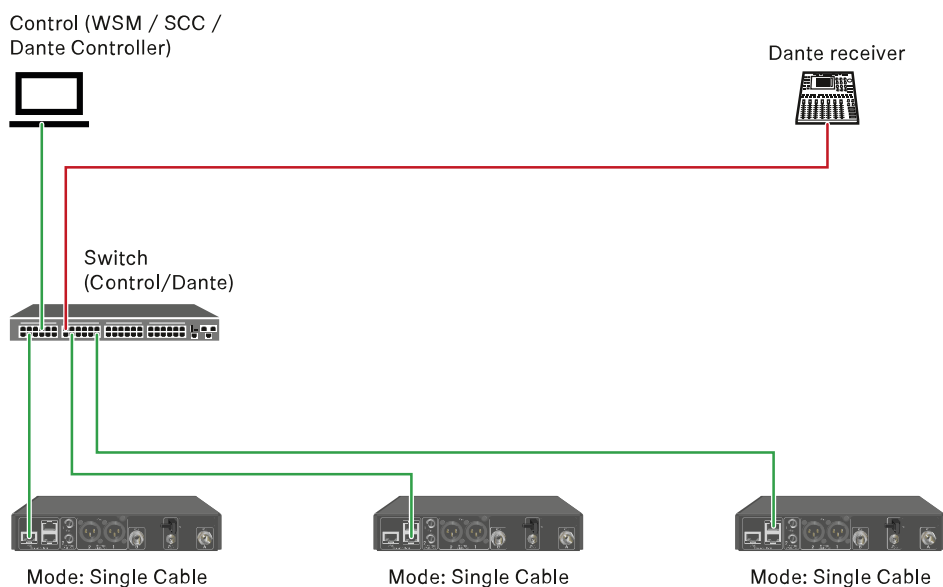 Control (WSM / SCC /
Dante Controller)
Dante receiver
Switch
(Control/Dante)
Mode: Single Cable
Mode: Single Cable
Mode: Single Cable